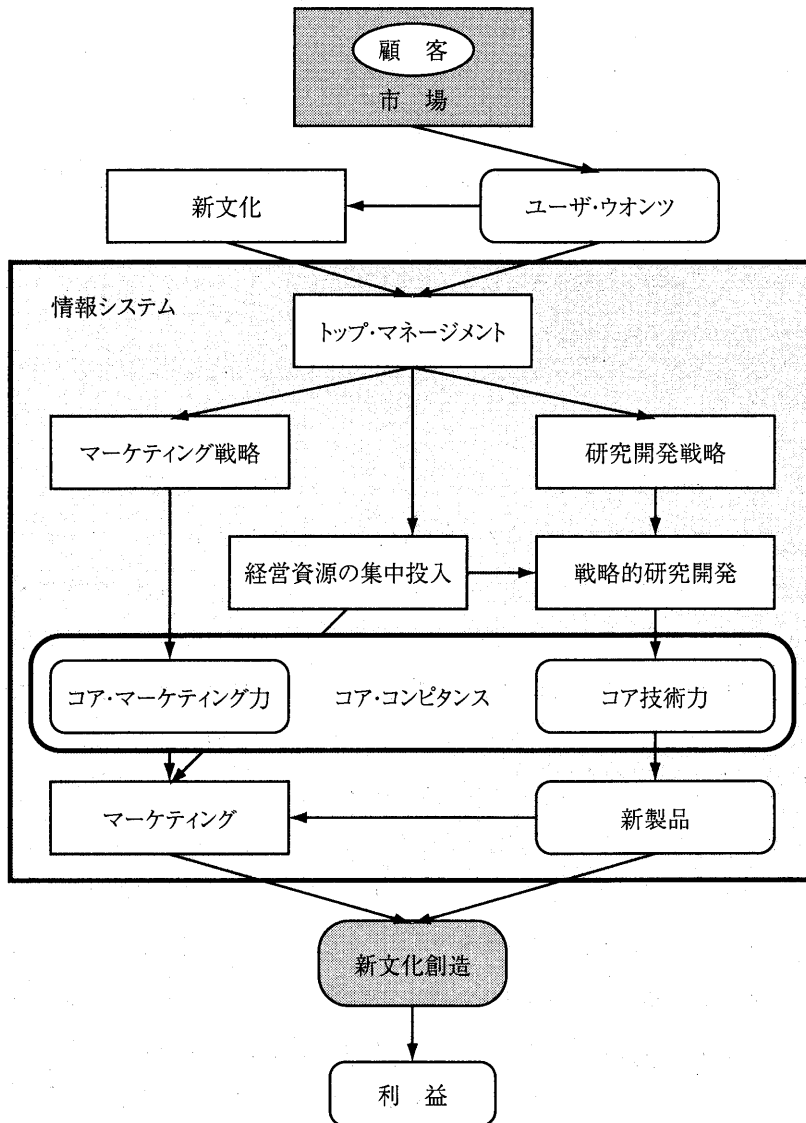 顧 客
市 場
新文化
ユーザ・ウオンツ
情報システム
トップ・マネージメント
マーケティング戦略
研究開発戦略
経営資源の集中投入
戦略的研究開発
コア・マーケティング力
コア・コンピタンス
コア技術力
マーケティング
新製品
新文化創造
利 益